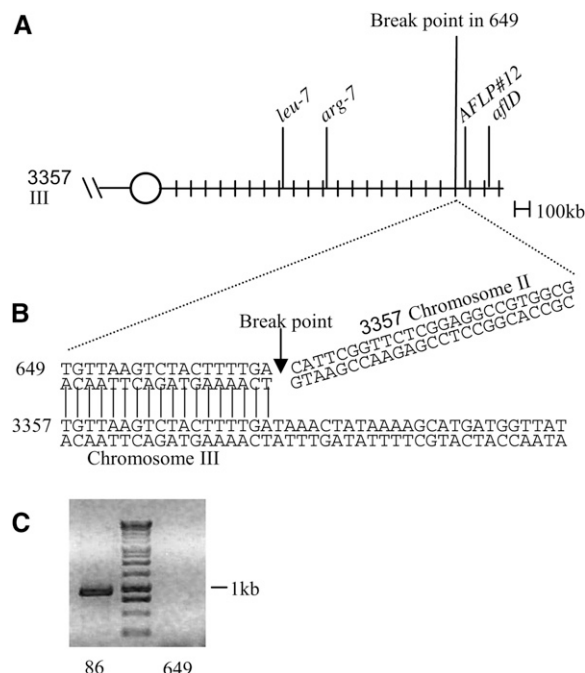 A
Break point in 649
leu-7
arg-7
AFLP#12
aflD
3357
III
100kb
B
Break point
3357 Chromosome II
CATTCGGTTCTCGGAGGCCGTGGCG
GTAAGCCAAGAGCCTCCGGCACCGC
649
TGTTAAGTCTACTTTTGA
ACAATTCAGATGAAAACT
3357
TGTTAAGTCTACTTTTGATAAACTATAAAAGCATGATGGTTAT
ACAATTCAGATGAAAACTATTTGATATTTTCGTACTACCAATA
Chromosome III
C
1kb
86
649